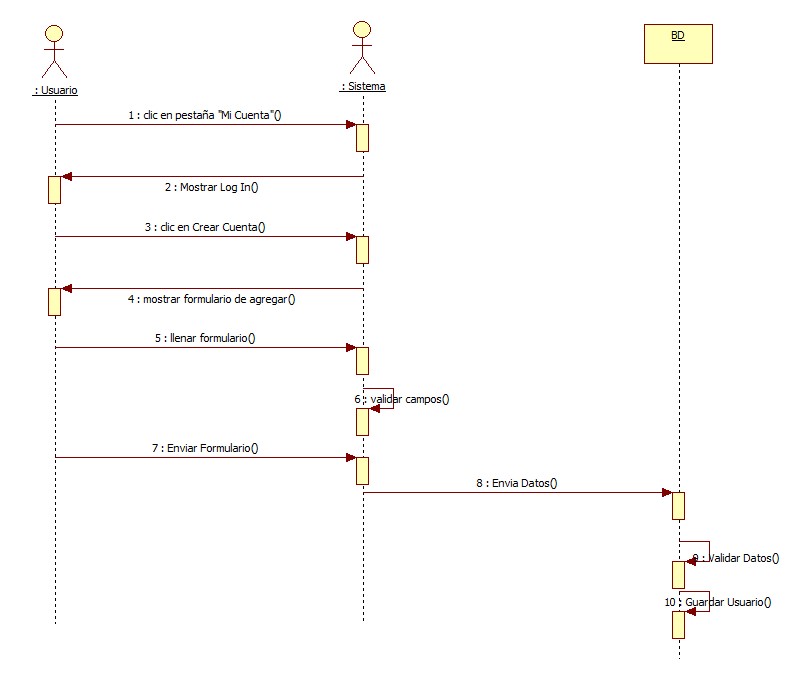 BD
: Usuario
: Sistema
1 : clic en pestaña "Mi Cuenta"()
2 : Mostrar Log In()
3 : clic en Crear Cuenta()
4 : mostrar formulario de agregar()
5 : llenar formulario()
6 : validar campos()
7 : Enviar Formulario()
8 : Envia Datos()
9 : Validar Datos()
10 : Guardar Usuario()